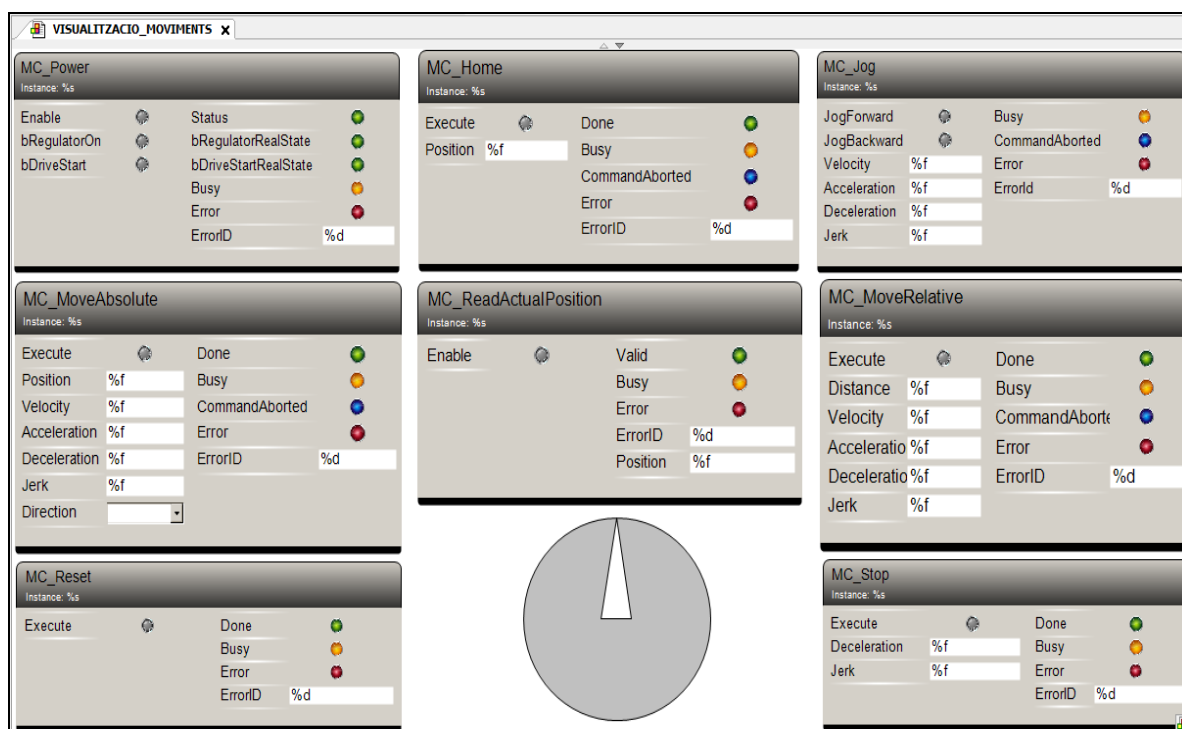 VISUALITZACIO_MOVIMENTS X
MC_Power
Instance: %s
Enable Status
bRegulatorOn bRegulatorRealState
bDriveStart bDriveStartRealState
Busy
Error
ErrorID %d
MC_Home
Instance: %s
Execute Done
Position %f Busy
CommandAborted
Error
ErrorID %d
MC_Jog
Instance: %s
JogForward Busy
JogBackward CommandAborted
Velocity %f Error
Acceleration %f ErrorId %d
Deceleration %f
Jerk %f
MC_MoveAbsolute
Instance: %s
Execute Done
Position %f Busy
Velocity %f CommandAborted
Acceleration %f Error
Deceleration %f ErrorID %d
Jerk %f
Direction
MC_ReadActualPosition
Instance: %s
Enable Valid
Busy
Error
ErrorID %d
Position %f
MC_MoveRelative
Instance: %s
Execute Done
Distance %f Busy
Velocity %f CommandAborte
Acceleratio %f Error
Deceleratio %f ErrorID %d
Jerk %f
MC_Reset
Instance: %s
Execute Done
Busy
Error
ErrorID %d
MC_Stop
Instance: %s
Execute Done
Deceleration %f Busy
Jerk %f Error
ErrorID %d